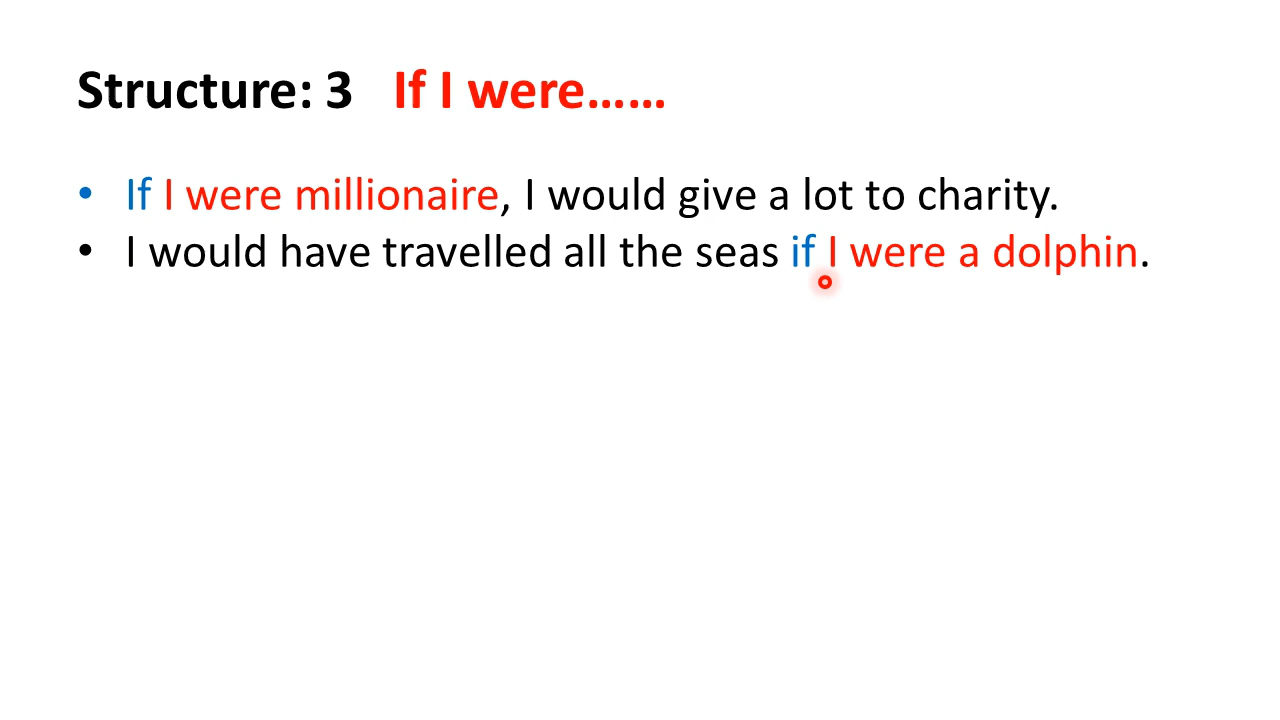 Structure: 3 If I were……
• If I were millionaire, I would give a lot to charity.
• I would have travelled all the seas if I were a dolphin.